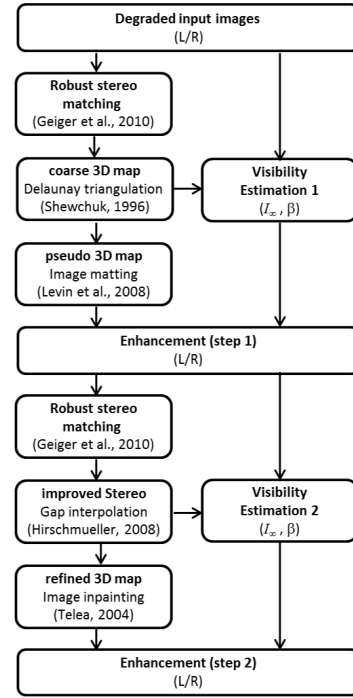 Degraded input images
(L/R)
Robust stereo
matching
(Geiger et al., 2010)
coarse 3D map
Delaunay triangulation
(Shewchuk, 1996)
Visibility
Estimation 1
(I∞ , β)
pseudo 3D map
Image matting
(Levin et al., 2008)
Enhancement (step 1)
(L/R)
Robust stereo
matching
(Geiger et al., 2010)
improved Stereo
Gap interpolation
(Hirschmueller, 2008)
Visibility
Estimation 2
(I∞ , β)
refined 3D map
Image inpainting
(Telea, 2004)
Enhancement (step 2)
(L/R)